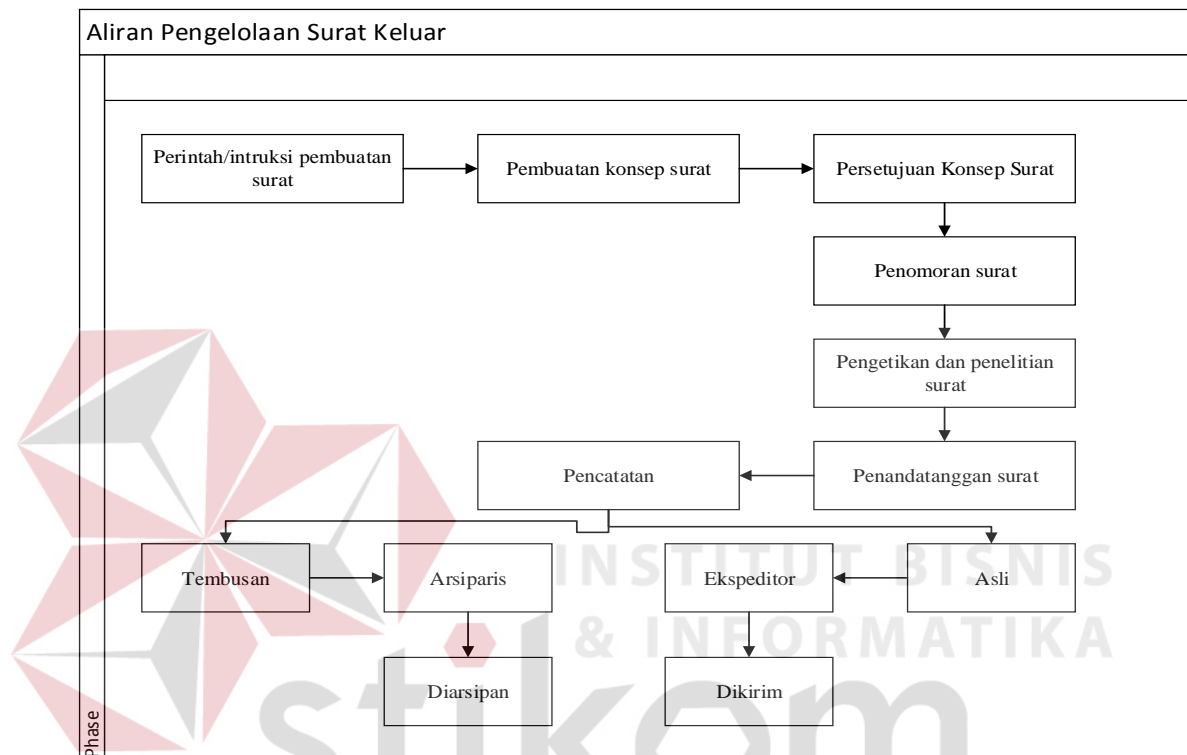 Aliran Pengelolaan Surat Keluar
Perintah/intruksi pembuatan
surat
Pembuatan konsep surat
Persetujuan Konsep Surat
Penomoran surat
Pengetikan dan penelitian
surat
Pencatatan
Penandatanggan surat
Tembusan
Arsiparis
Ekspeditor
Asli
INSTITUT BISNIS
& INFORMATIKA
Diarsipan
Dikirim
stikom
Phase